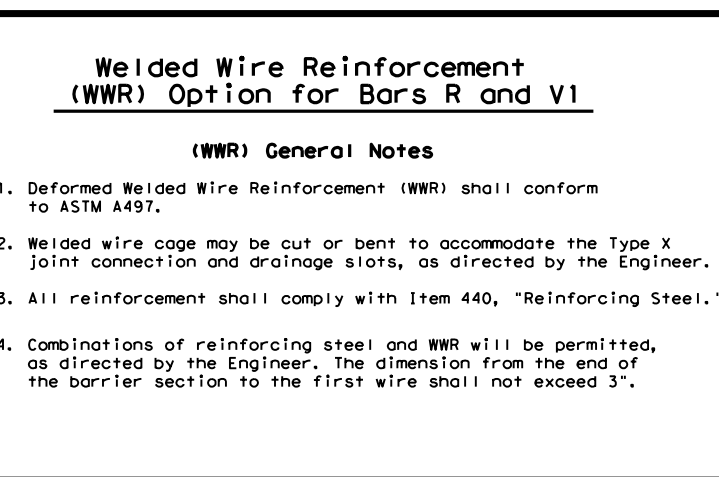 Welded Wire Reinforcement
(WWR) Option for Bars R and V1
(WWR) General Notes
1. Deformed Welded Wire Reinforcement (WWR) shall conform
to ASTM A497.
2. Welded wire cage may be cut or bent to accommodate the Type X
joint connection and drainage slots, as directed by the Engineer.
3. All reinforcement shall comply with Item 440, "Reinforcing Steel."
4. Combinations of reinforcing steel and WWR will be permitted,
as directed by the Engineer. The dimension from the end of
the barrier section to the first wire shall not exceed 3".